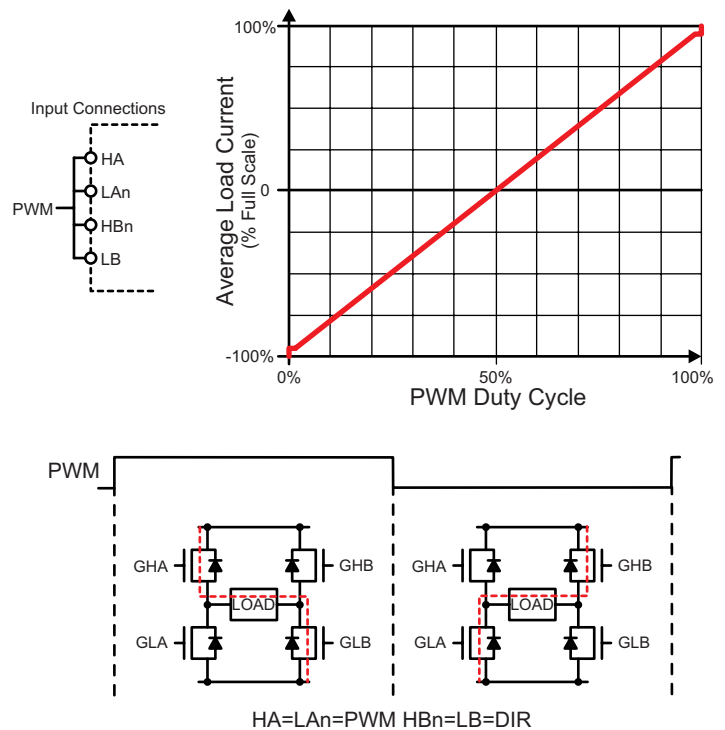 Input Connections
HA
LAn
PWM
HBn
LB
Average Load Current
(% Full Scale)
100%
0
-100%
0%
50%
100%
PWM Duty Cycle
PWM
GHA
GHB
LOAD
GLA
GLB
GHA
GHB
LOAD
GLA
GLB
HA=LAn=PWM HBn=LB=DIR